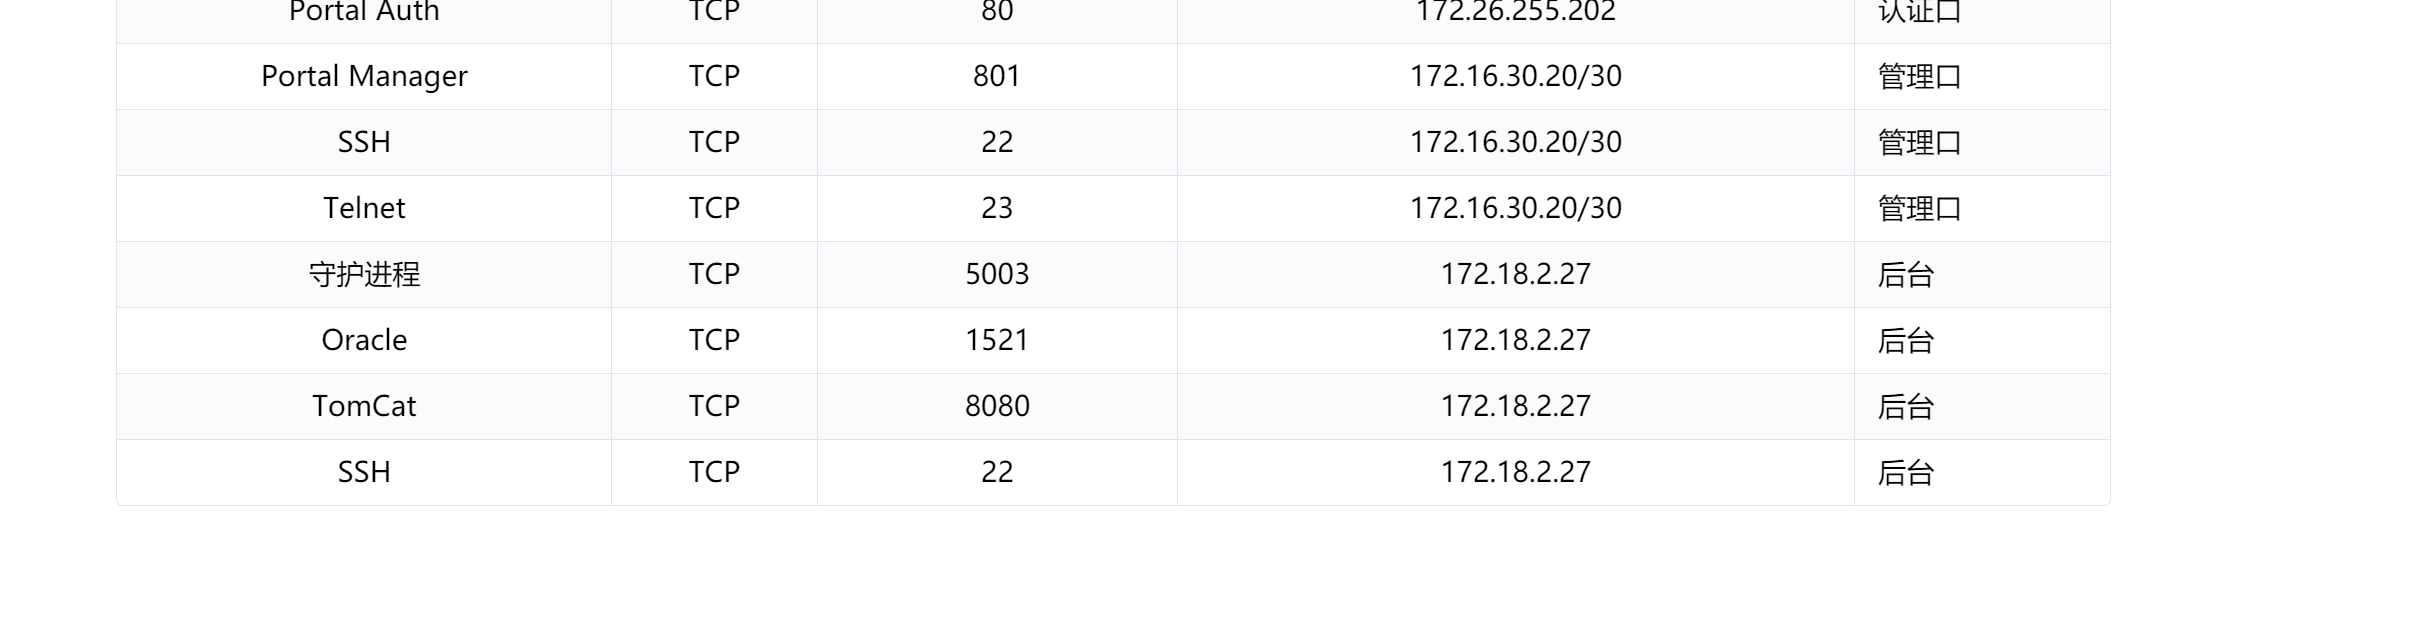 Portal Auth TCP 80 172.26.255.202 认证口
Portal Manager TCP 801 172.16.30.20/30 管理口
SSH TCP 22 172.16.30.20/30 管理口
Telnet TCP 23 172.16.30.20/30 管理口
守护进程 TCP 5003 172.18.2.27 后台
Oracle TCP 1521 172.18.2.27 后台
TomCat TCP 8080 172.18.2.27 后台
SSH TCP 22 172.18.2.27 后台